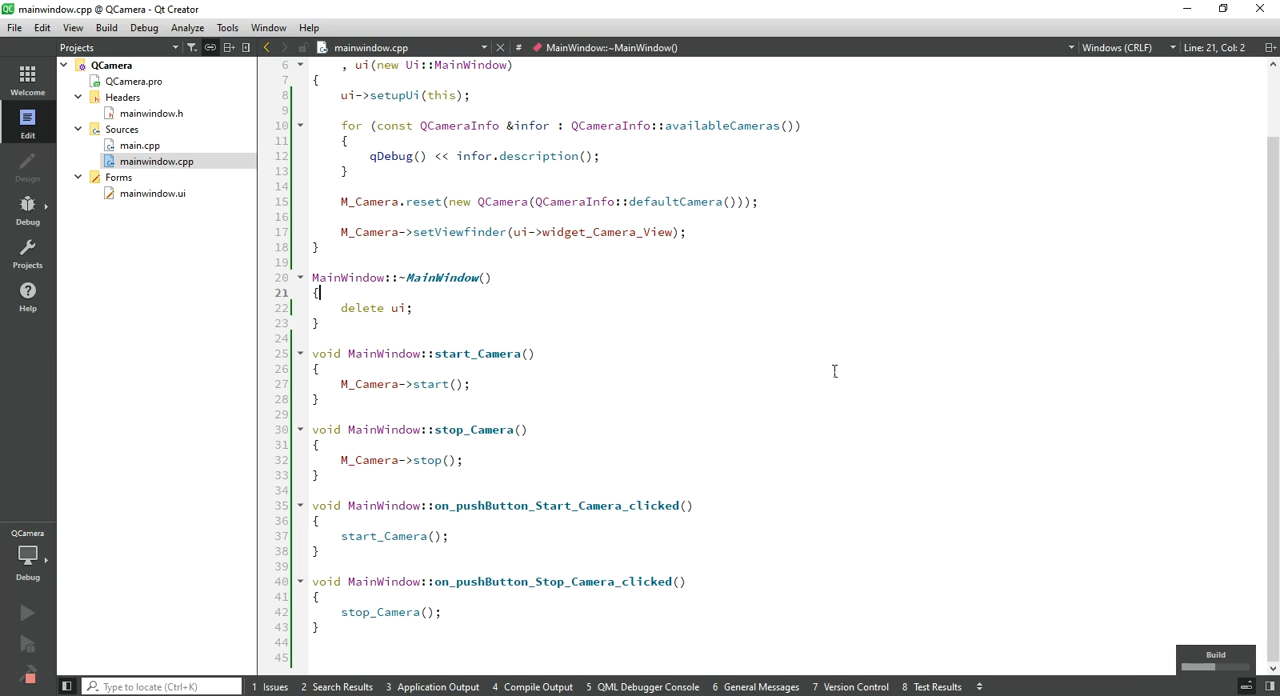 mainwindow.cpp @ QCamera - Qt Creator
File Edit View Build Debug Analyze Tools Window Help
Projects mainwindow.cpp # MainWindow::~MainWindow() Windows (CRLF) Line: 21, Col: 2
Welcome
Edit
Design
Debug
Projects
Help
QCamera
Debug
QCamera
QCamera.pro
Headers
mainwindow.h
Sources
main.cpp
mainwindow.cpp
Forms
mainwindow.ui
6 , ui(new Ui::MainWindow)
7 {
8 ui->setupUi(this);
9
10 for (const QCameraInfo &infor : QCameraInfo::availableCameras())
11 {
12 qDebug() << infor.description();
13 }
14
15 M_Camera.reset(new QCamera(QCameraInfo::defaultCamera()));
16
17 M_Camera->setViewfinder(ui->widget_Camera_View);
18 }
19
20 MainWindow::~MainWindow()
21 {
22 delete ui;
23 }
24
25 void MainWindow::start_Camera()
26 {
27 M_Camera->start();
28 }
29
30 void MainWindow::stop_Camera()
31 {
32 M_Camera->stop();
33 }
34
35 void MainWindow::on_pushButton_Start_Camera_clicked()
36 {
37 start_Camera();
38 }
39
40 void MainWindow::on_pushButton_Stop_Camera_clicked()
41 {
42 stop_Camera();
43 }
44
45
Build
Type to locate (Ctrl+K) 1 Issues 2 Search Results 3 Application Output 4 Compile Output 5 QML Debugger Console 6 General Messages 7 Version Control 8 Test Results